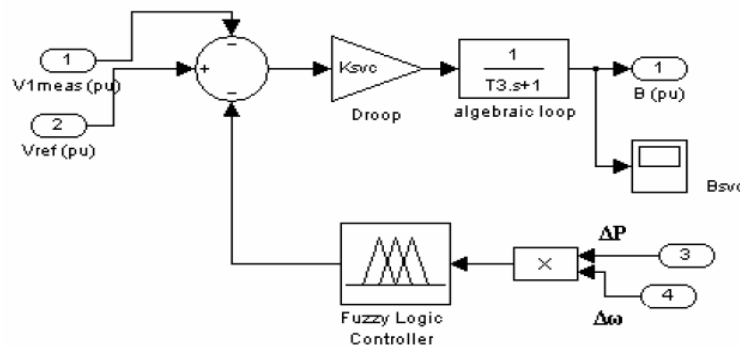 1
V1meas (pu)
2
Vref (pu)
−
+
−
Ksvc
Droop
1
T3.s+1
algebraic loop
1
B (pu)
Bsvc
Fuzzy Logic
Controller
×
ΔP
3
4
Δω